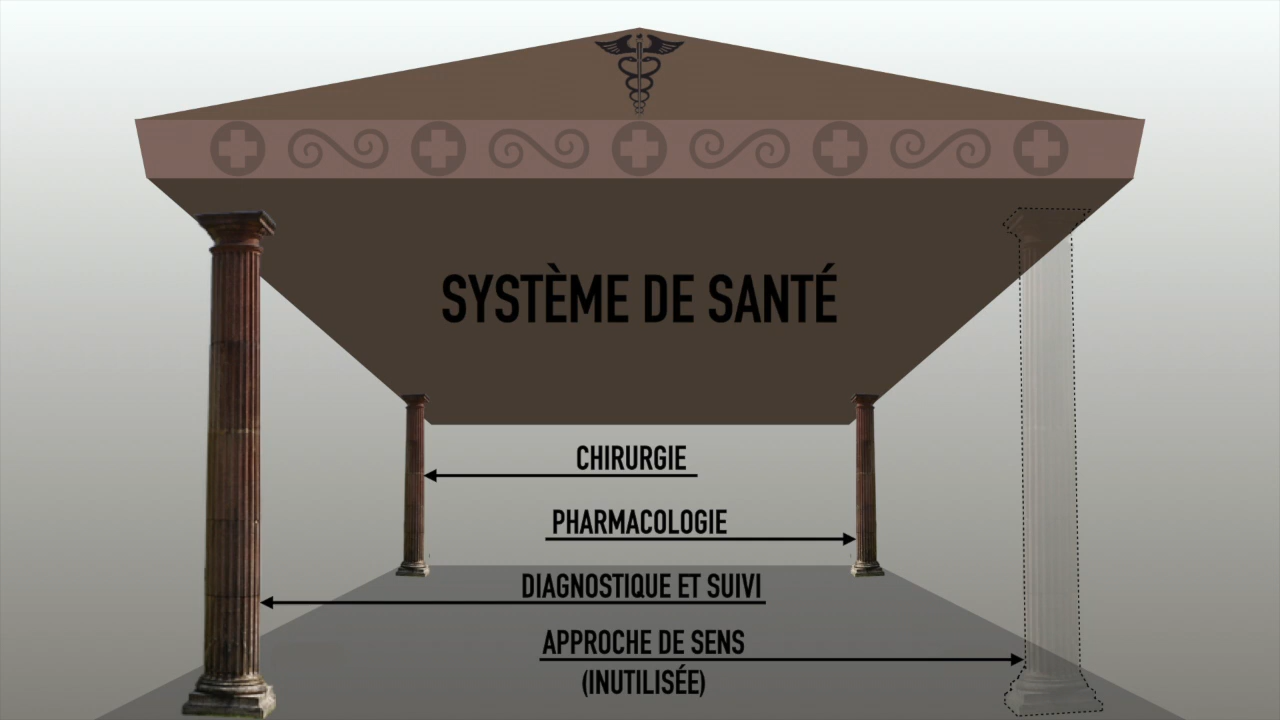 SYSTÈME DE SANTÉ
CHIRURGIE
PHARMACOLOGIE
DIAGNOSTIQUE ET SUIVI
APPROCHE DE SENS
(INUTILISÉE)